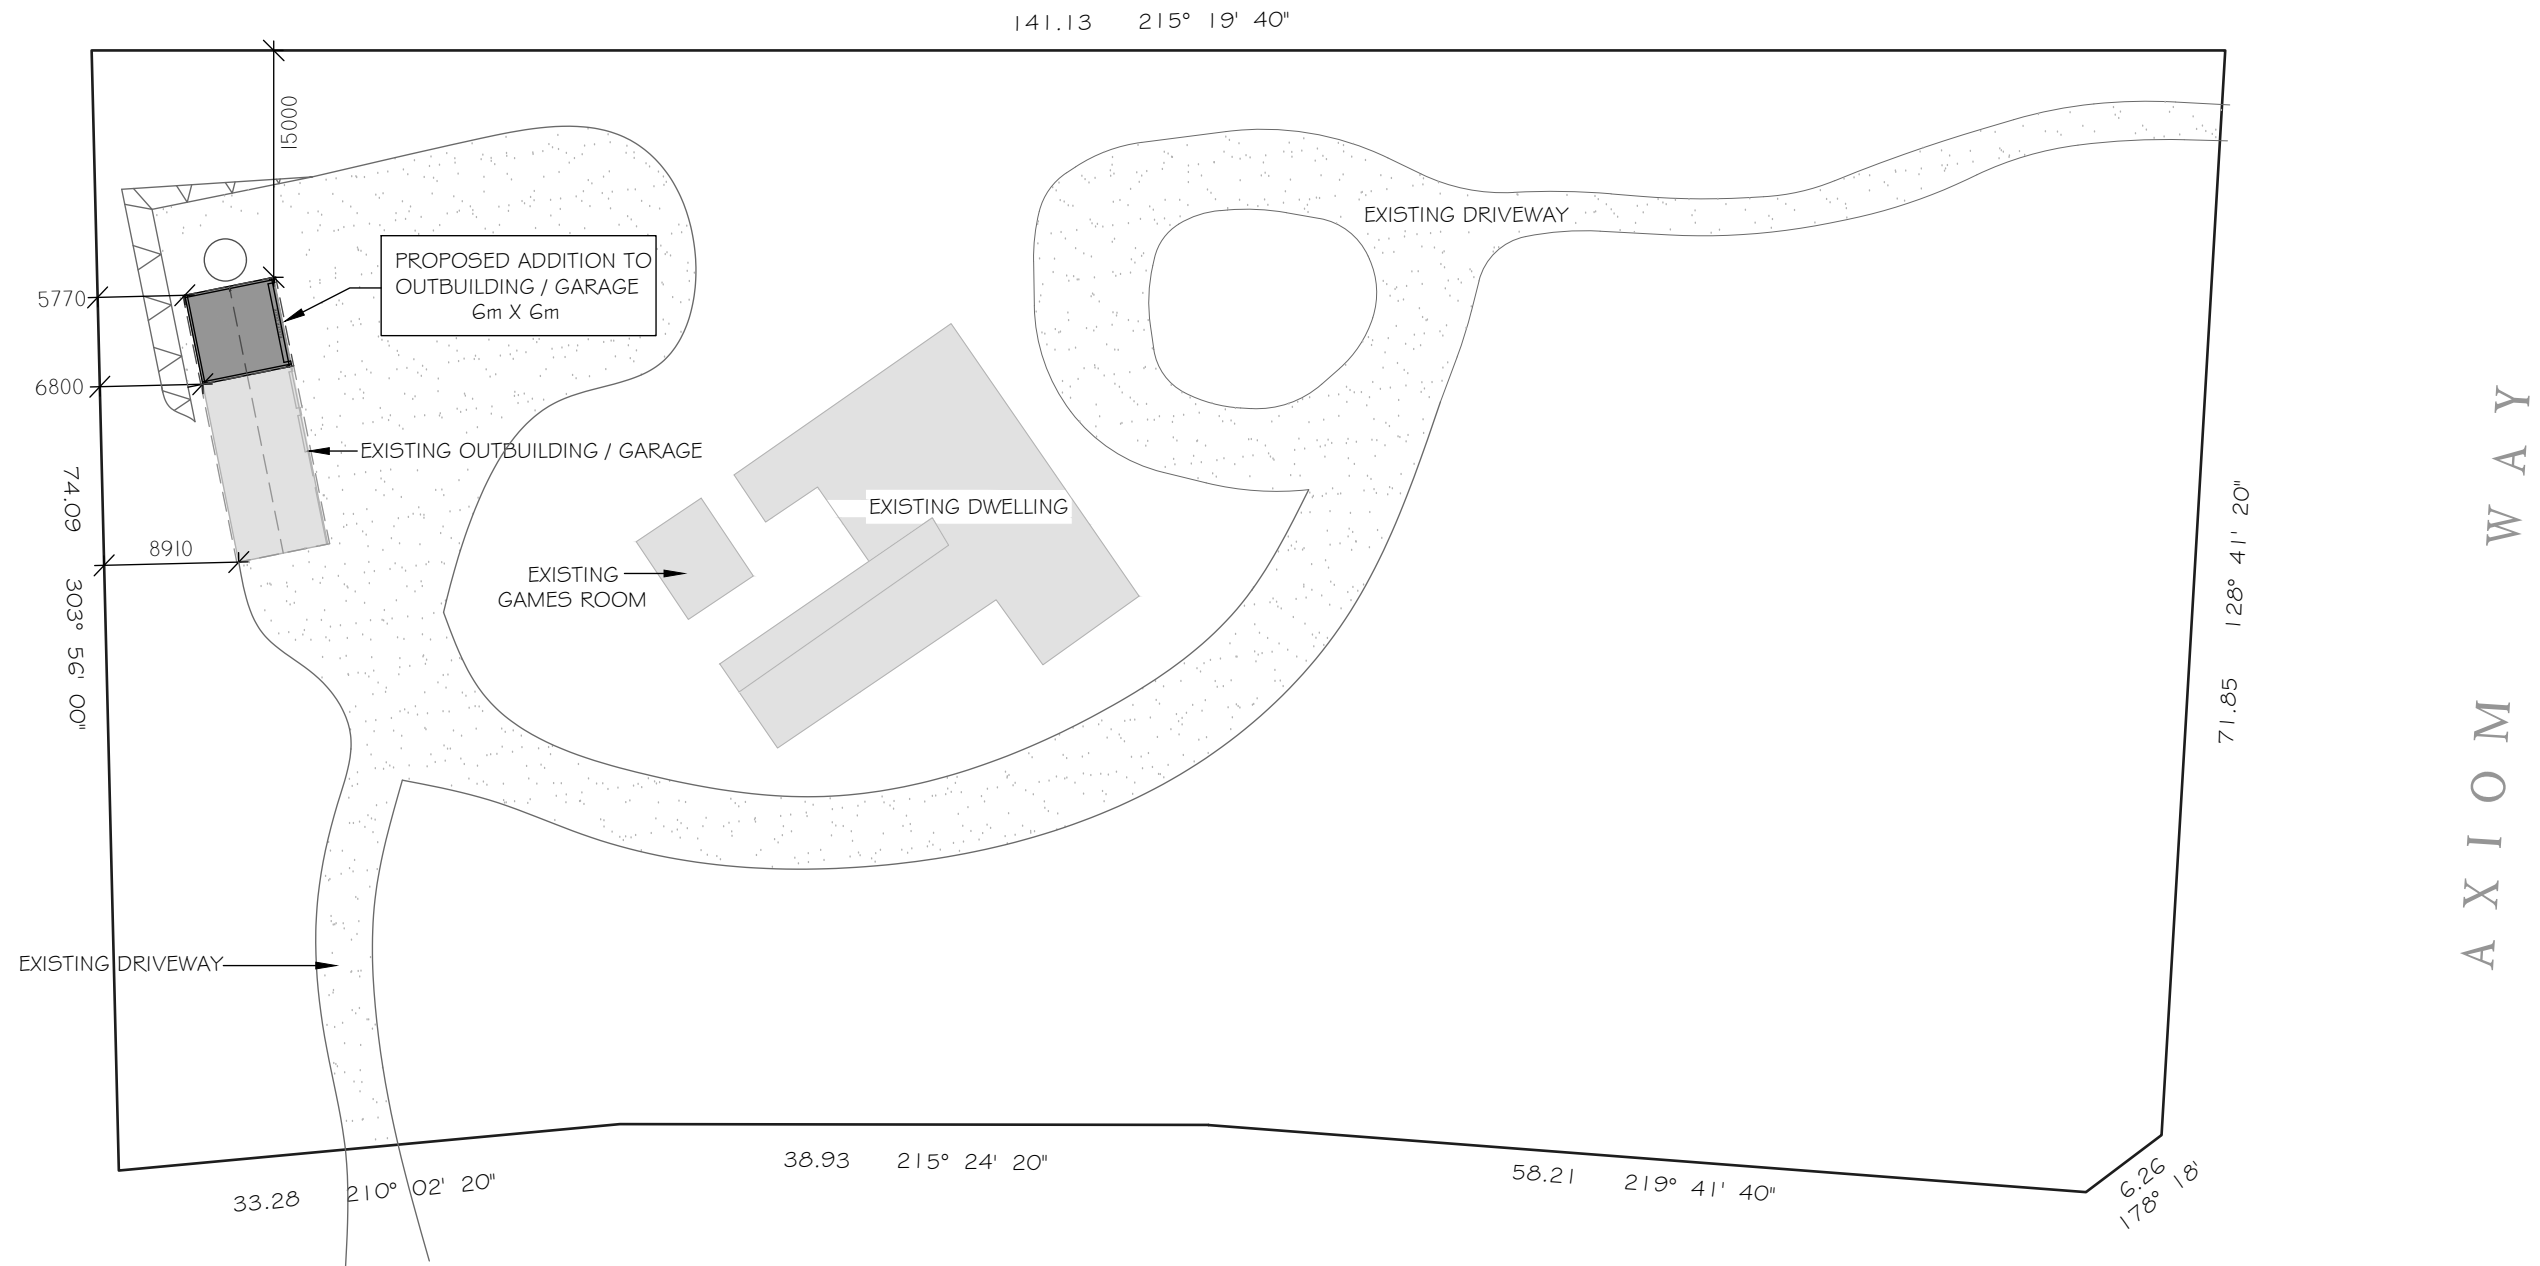 141.13 215° 19' 40"
15000
EXISTING DRIVEWAY
PROPOSED ADDITION TO
OUTBUILDING / GARAGE
6m X 6m
5770
6800
EXISTING OUTBUILDING / GARAGE
74.09 303° 56' 00"
8910
EXISTING DWELLING
EXISTING
GAMES ROOM
71.85 128° 41' 20"
AXIOM WAY
EXISTING DRIVEWAY
33.28 210° 02' 20"
38.93 215° 24' 20"
58.21 219° 41' 40"
6.26
178° 18'